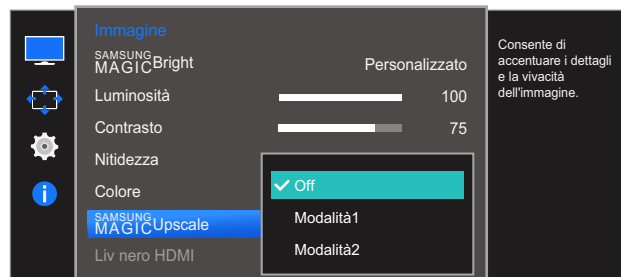 Immagine
SAMSUNG
MAGICBright Personalizzato
Luminosità 100
Contrasto 75
Nitidezza
Colore
SAMSUNG
MAGICUpscale
Liv nero HDMI
Off
Modalità1
Modalità2
Consente di
accentuare i dettagli
e la vivacità
dell'immagine.